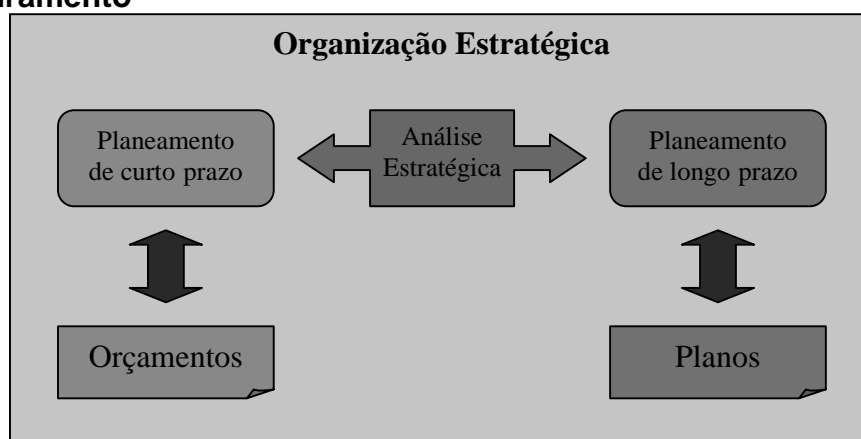 Organização Estratégica
Planeamento
de curto prazo
Análise
Estratégica
Planeamento
de longo prazo
Orçamentos
Planos